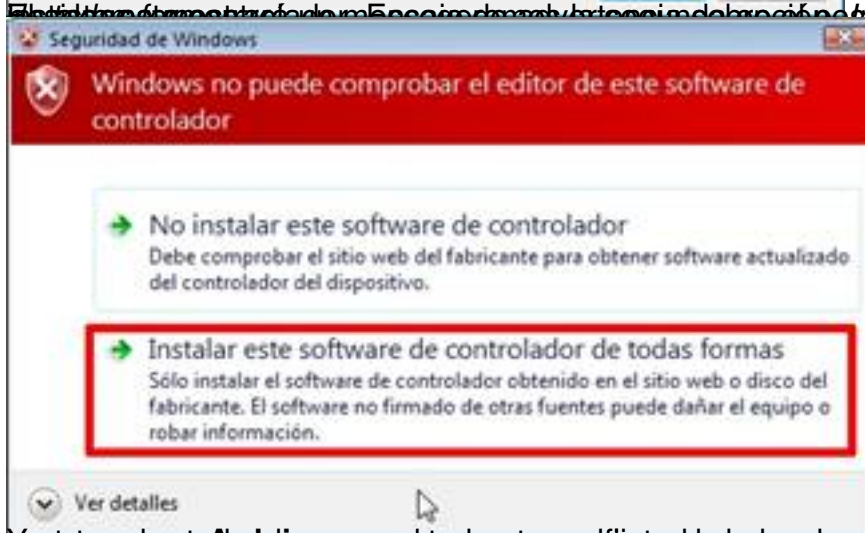 Seguridad de Windows
Windows no puede comprobar el editor de este software de
controlador
No instalar este software de controlador
Debe comprobar el sitio web del fabricante para obtener software actualizado
del controlador del dispositivo.
Instalar este software de controlador de todas formas
Sólo instalar el software de controlador obtenido en el sitio web o disco del
fabricante. El software no firmado de otras fuentes puede dañar el equipo o
robar información.
Ver detalles